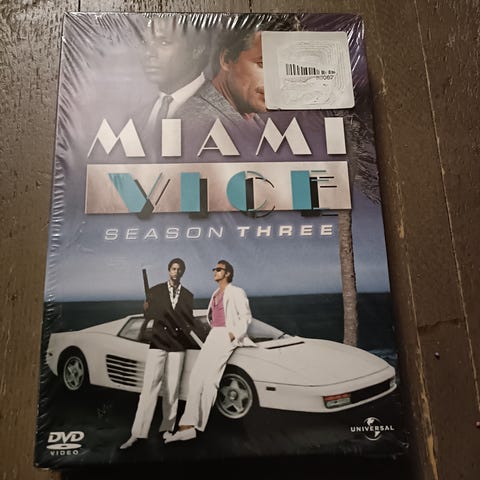 MIAMI
VICE
SEASON THREE
DVD
VIDEO
UNIVERSAL